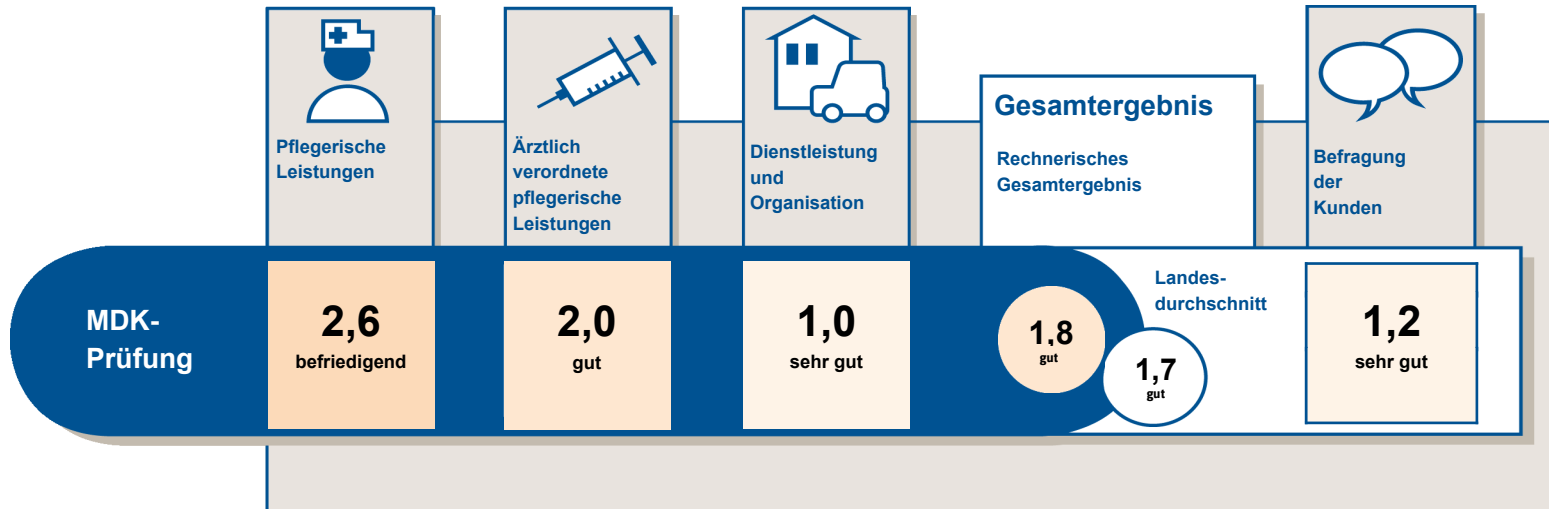 Pflegerische
Leistungen
Ärztlich
verordnete
pflegerische
Leistungen
Dienstleistung
und
Organisation
Gesamtergebnis
Rechnerisches
Gesamtergebnis
Befragung
der
Kunden
MDK-
Prüfung
2,6
befriedigend
2,0
gut
1,0
sehr gut
1,8
gut
Landes-
durchschnitt
1,7
gut
1,2
sehr gut